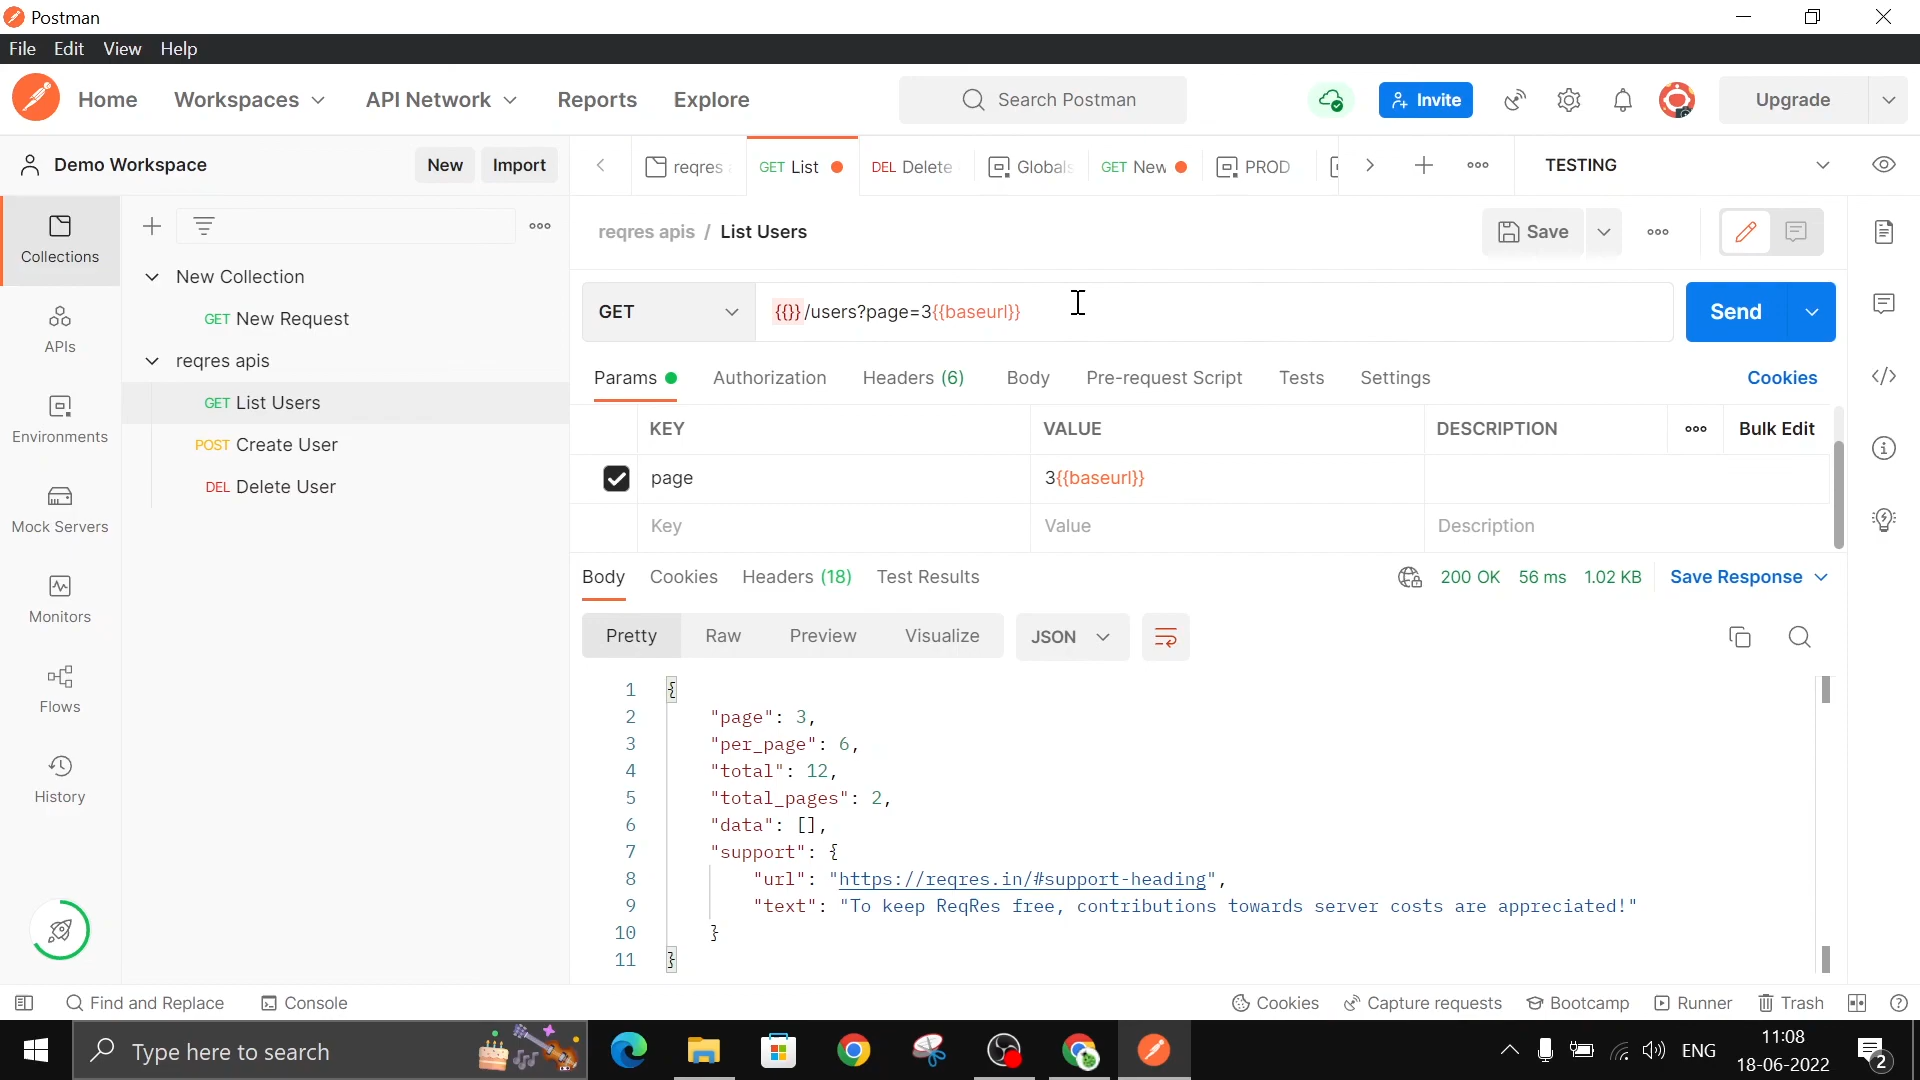 Postman
File Edit View Help
Home Workspaces API Network Reports Explore Search Postman Invite Upgrade
Demo Workspace New Import GET List DEL Delete PROD TESTING
reqres apis / List Users Save
Collections
New Collection
GET New Request
GET {{}}/users?page=3{{baseurl}} Send
APIs
reqres apis
Params Authorization Headers (6) Body Pre-request Script Tests Settings Cookies
GET List Users
Environments
KEY VALUE DESCRIPTION Bulk Edit
POST Create User
page 3{{baseurl}}
DEL Delete User
Mock Servers
Key Value Description
Body Cookies Headers (18) Test Results 200 OK 56 ms 1.02 KB Save Response
Monitors
Pretty Raw Preview Visualize JSON
Flows
1 {
2 "page": 3,
3 "per_page": 6,
4 "total": 12,
History
5 "total_pages": 2,
6 "data": [],
7 "support": {
8 "url": "https://reqres.in/#support-heading",
9 "text": "To keep ReqRes free, contributions towards server costs are appreciated!"
10 }
11 }
Find and Replace Console Cookies Capture requests Bootcamp Runner Trash
Type here to search ENG 11:08
18-06-2022 2